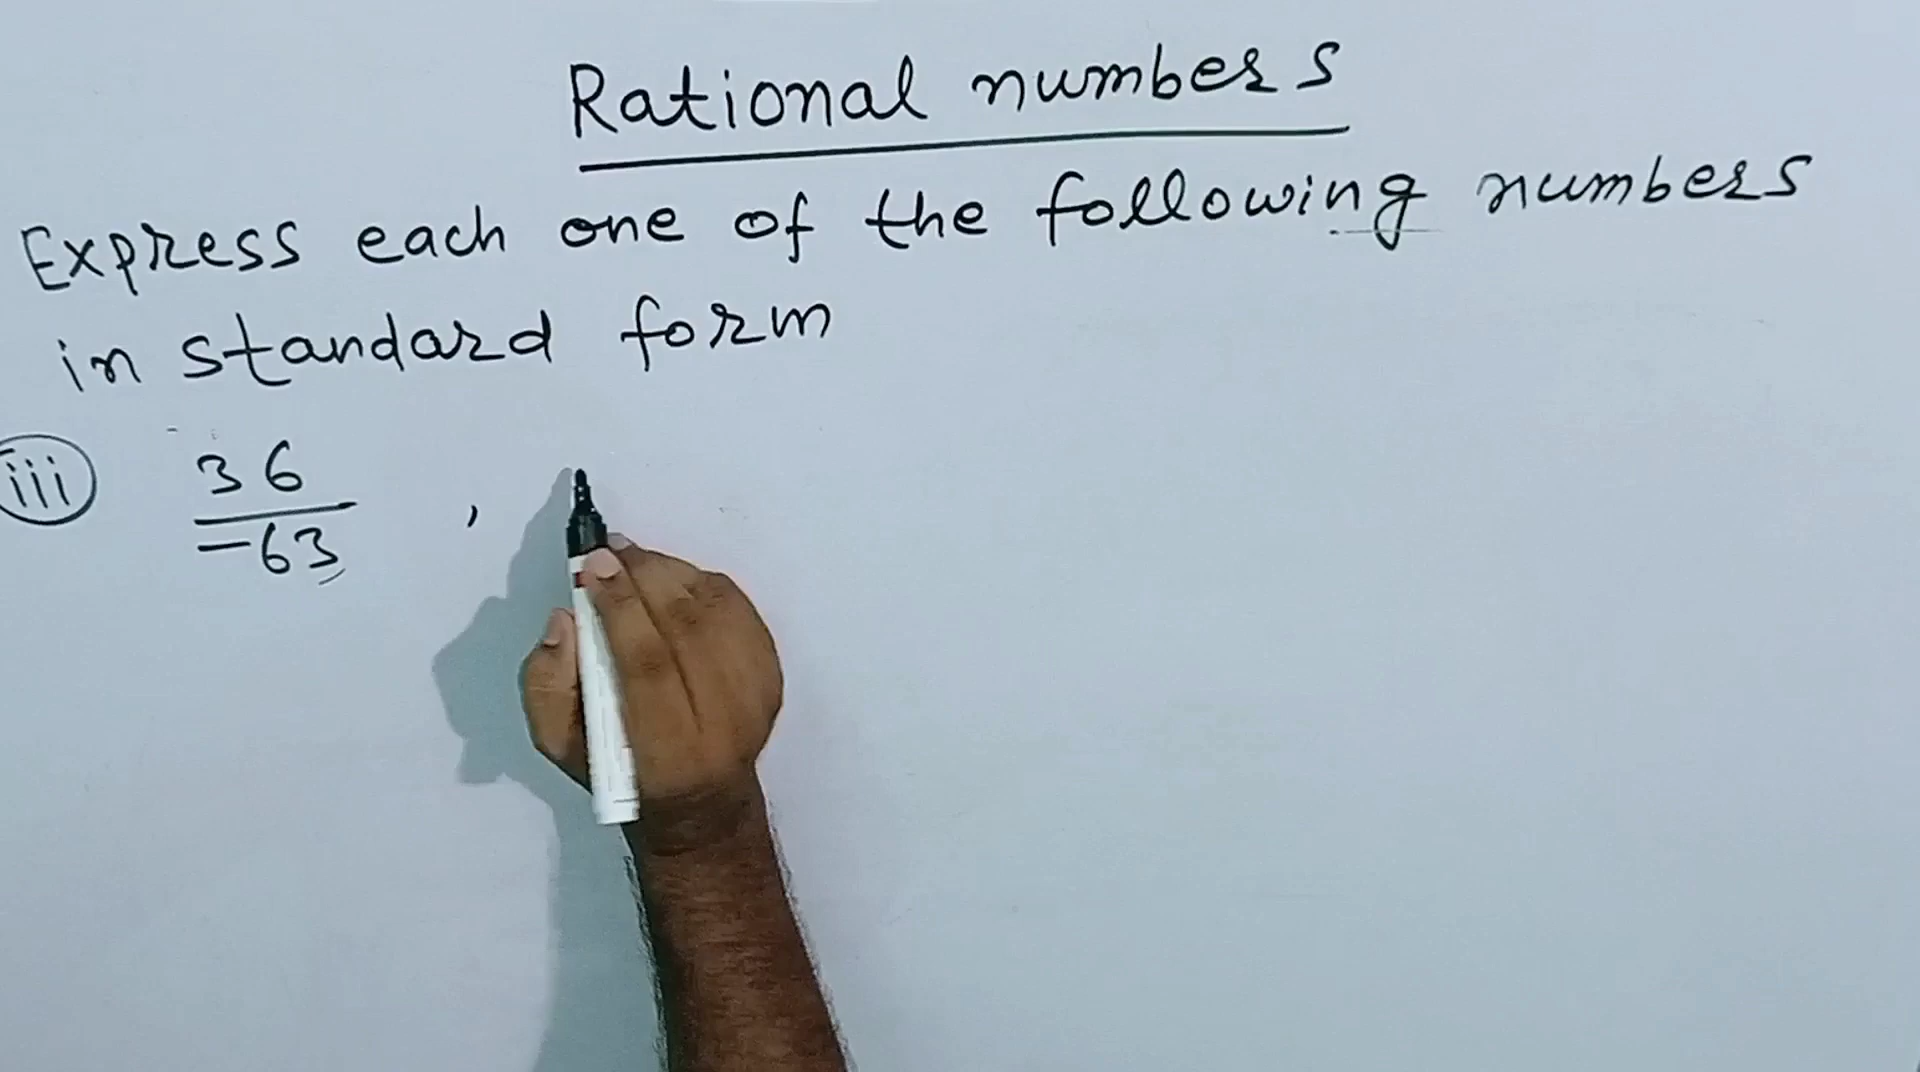 Rational numbers
Express each one of the following numbers
in standard form
iii 36
-63 ,